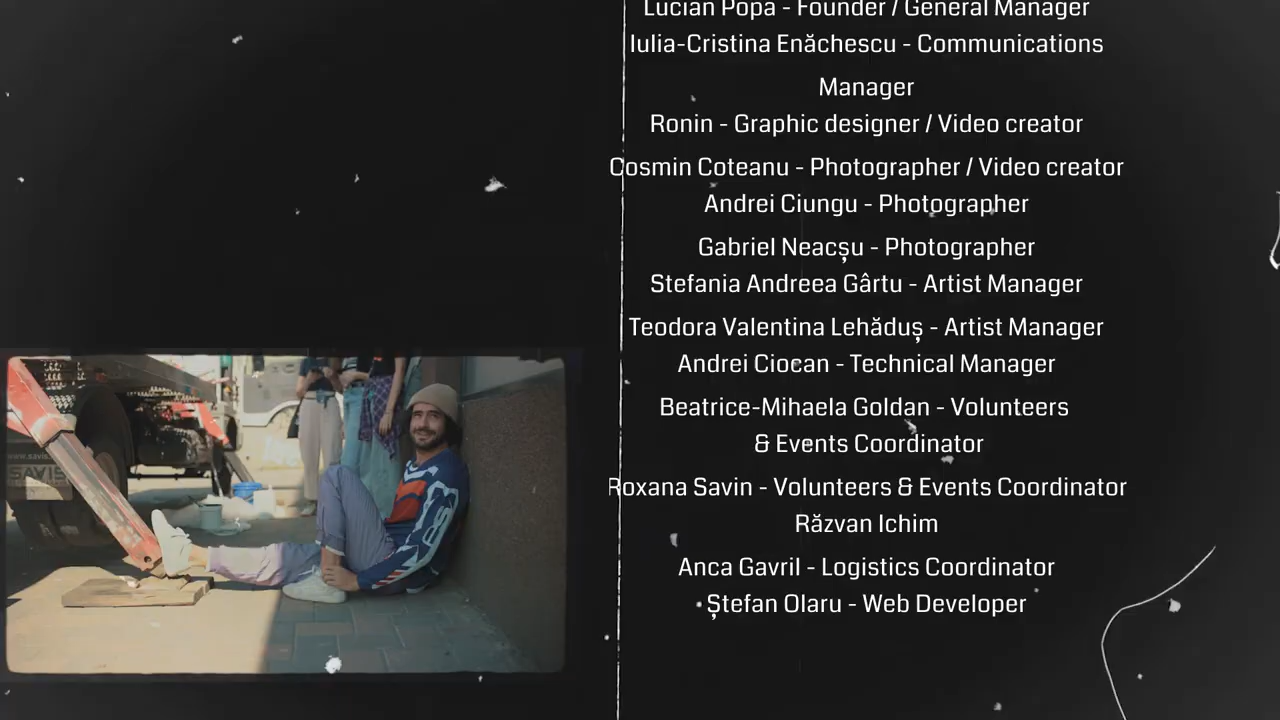 Lucian Popa - Founder / General Manager
Iulia-Cristina Enăchescu - Communications
Manager
Ronin - Graphic designer / Video creator
Cosmin Coteanu - Photographer / Video creator
Andrei Ciungu - Photographer
Gabriel Neacșu - Photographer
Stefania Andreea Gârtu - Artist Manager
Teodora Valentina Lehăduș - Artist Manager
Andrei Ciocan - Technical Manager
Beatrice-Mihaela Goldan - Volunteers
& Events Coordinator
Roxana Savin - Volunteers & Events Coordinator
Răzvan Ichim
Anca Gavril - Logistics Coordinator
Ștefan Olaru - Web Developer